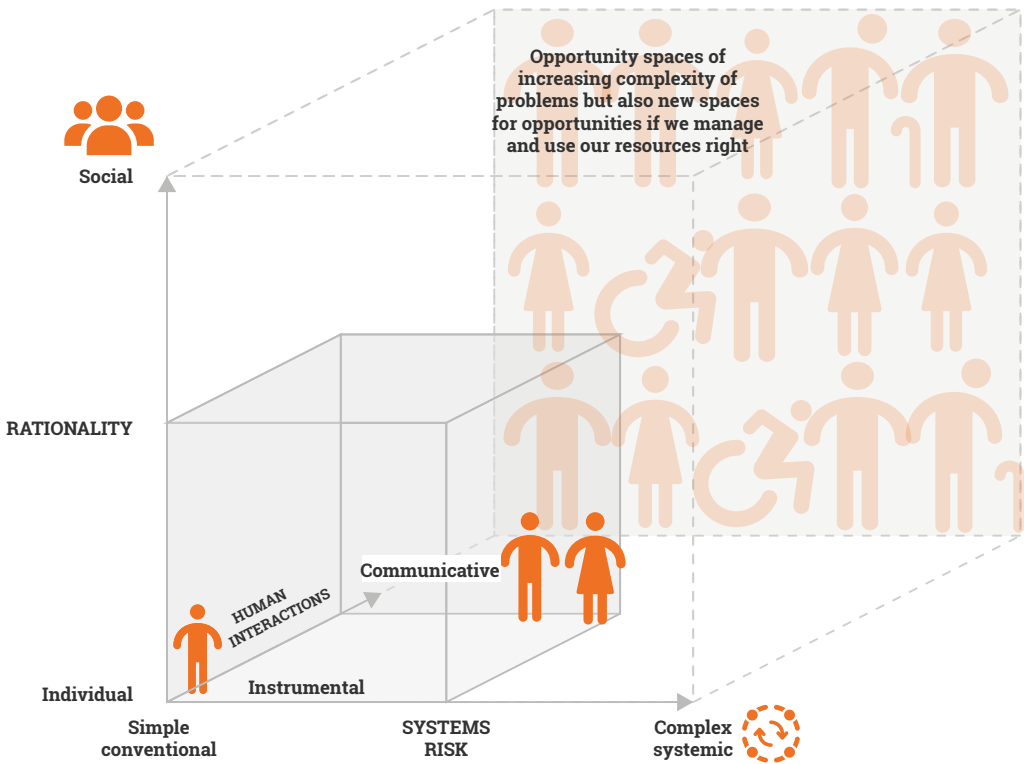 Opportunity spaces of
increasing complexity of
problems but also new spaces
for opportunities if we manage
and use our resources right
Social
RATIONALITY
Communicative
HUMAN
INTERACTIONS
Individual
Instrumental
Simple
conventional
SYSTEMS
RISK
Complex
systemic